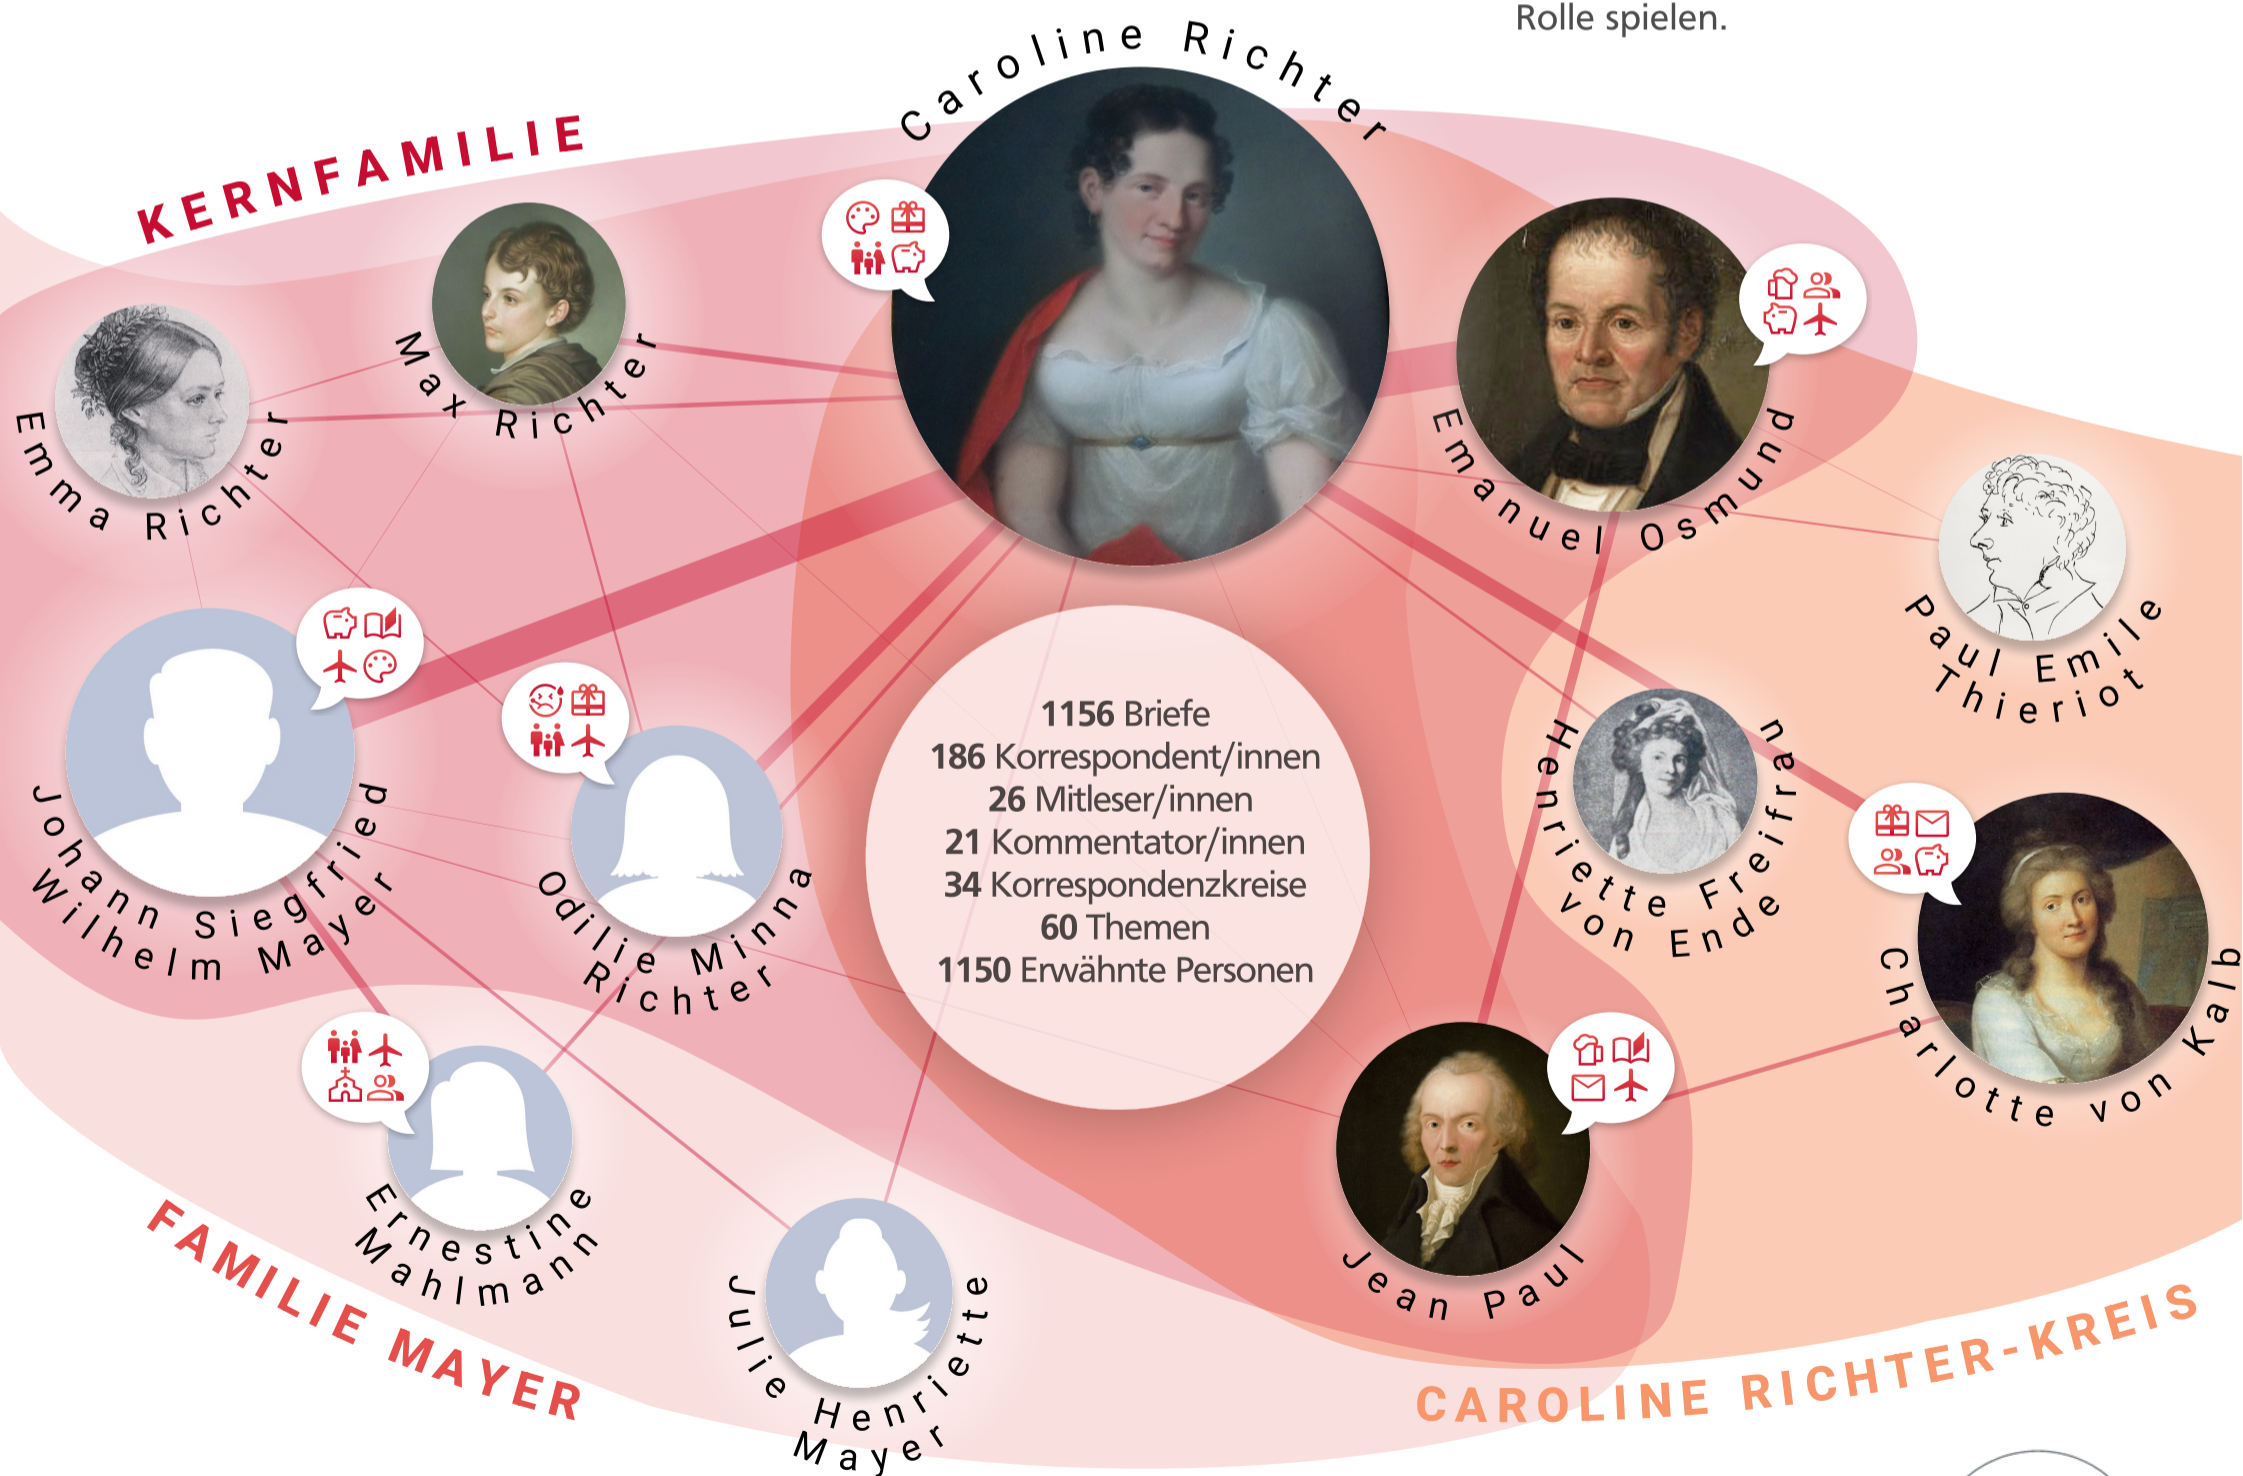 Rolle spielen.
Caroline Richter
KERNFAMILIE
Max Richter
Emma Richter
Emanuel Osmund
Paul Emile
Thieriot
Johann Siegfried
Wilhelm Mayer
Odilie Minna
Richter
1156 Briefe
186 Korrespondent/innen
26 Mitleser/innen
21 Kommentator/innen
34 Korrespondenzkreise
60 Themen
1150 Erwähnte Personen
Henriette Freifrau
von Ende
Charlotte von Kalb
Ernestine
Mahlmann
Jean Paul
Julie Henriette
Mayer
FAMILIE MAYER
CAROLINE RICHTER-KREIS